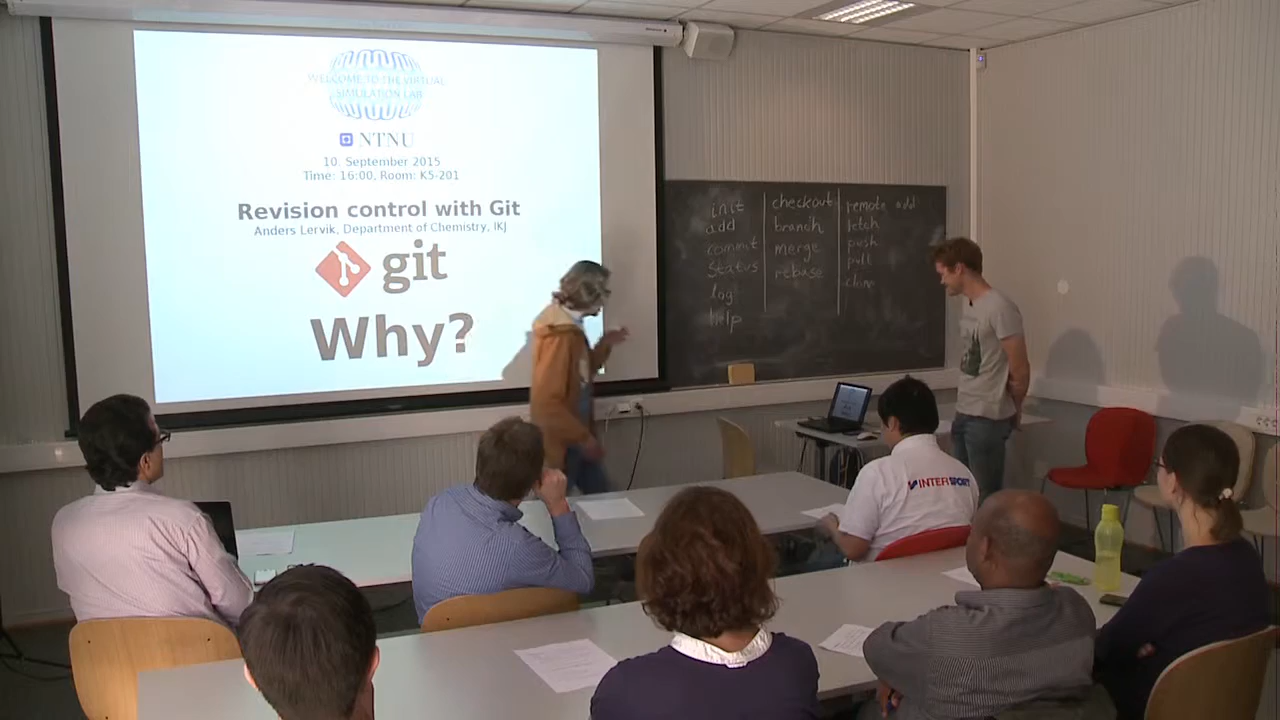 WELCOME TO THE VIRTUAL
SIMULATION LAB
NTNU
10. September 2015
Time: 16:00, Room: K5-201
Revision control with Git
Anders Lervik, Department of Chemistry, IKJ
git
Why?
init
add
commit
status
log
help
checkout
branch
merge
rebase
remote add
fetch
push
pull
clone
INTERSPORT